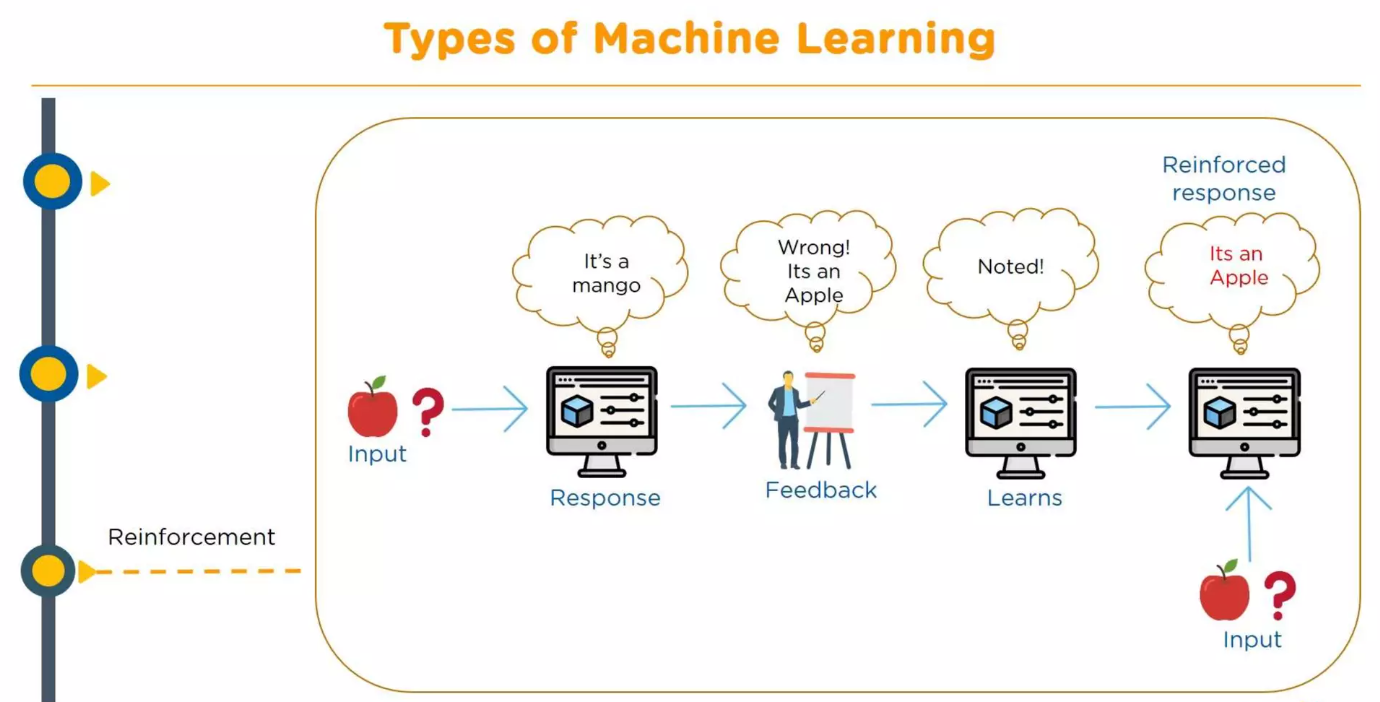 Types of Machine Learning
Reinforced
response
It's a
mango
Wrong!
Its an
Apple
Noted!
Its an
Apple
?
Input
Response
Feedback
Learns
Reinforcement
?
Input